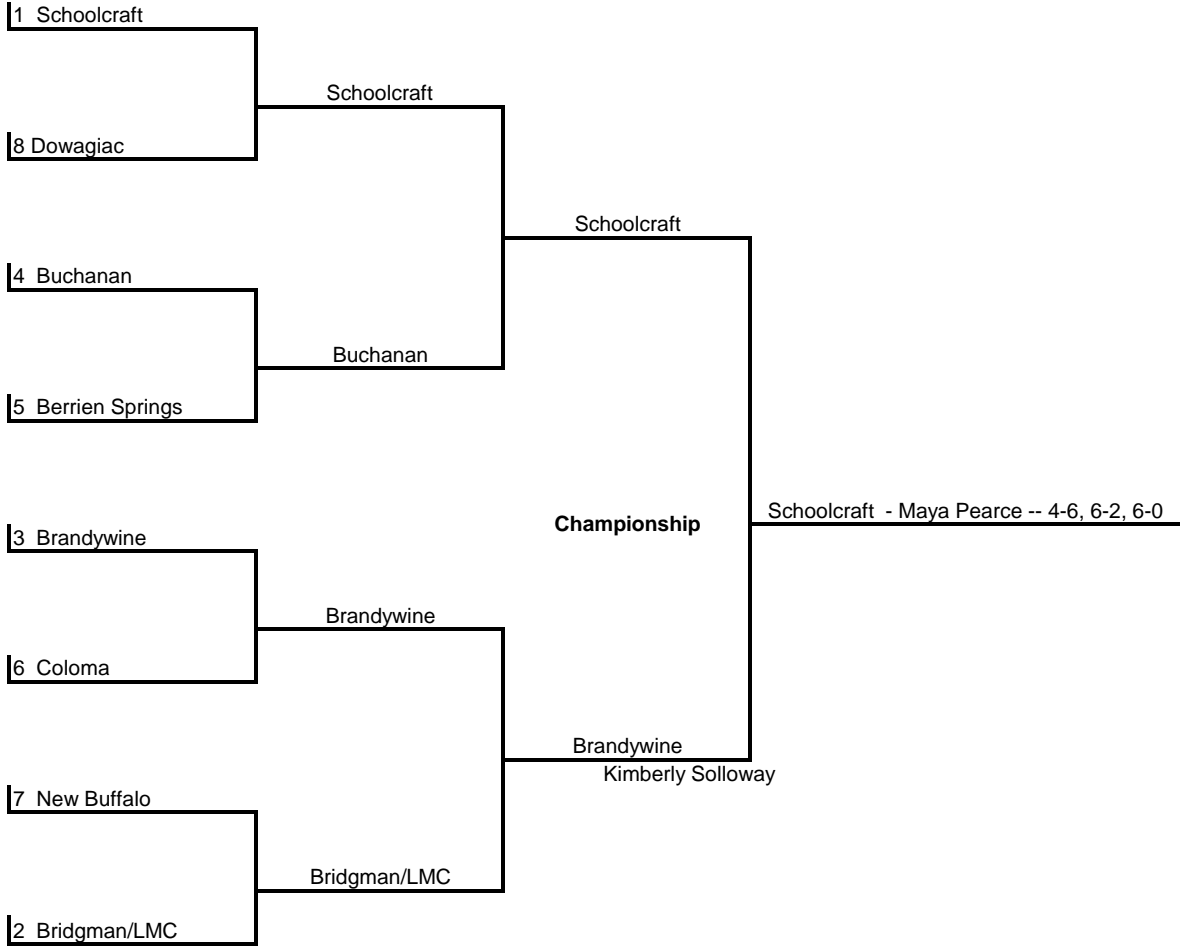 1 Schoolcraft
Schoolcraft
8 Dowagiac
Schoolcraft
4 Buchanan
Buchanan
5 Berrien Springs
Schoolcraft - Maya Pearce -- 4-6, 6-2, 6-0
Championship
3 Brandywine
Brandywine
6 Coloma
Brandywine
Kimberly Solloway
7 New Buffalo
Bridgman/LMC
2 Bridgman/LMC